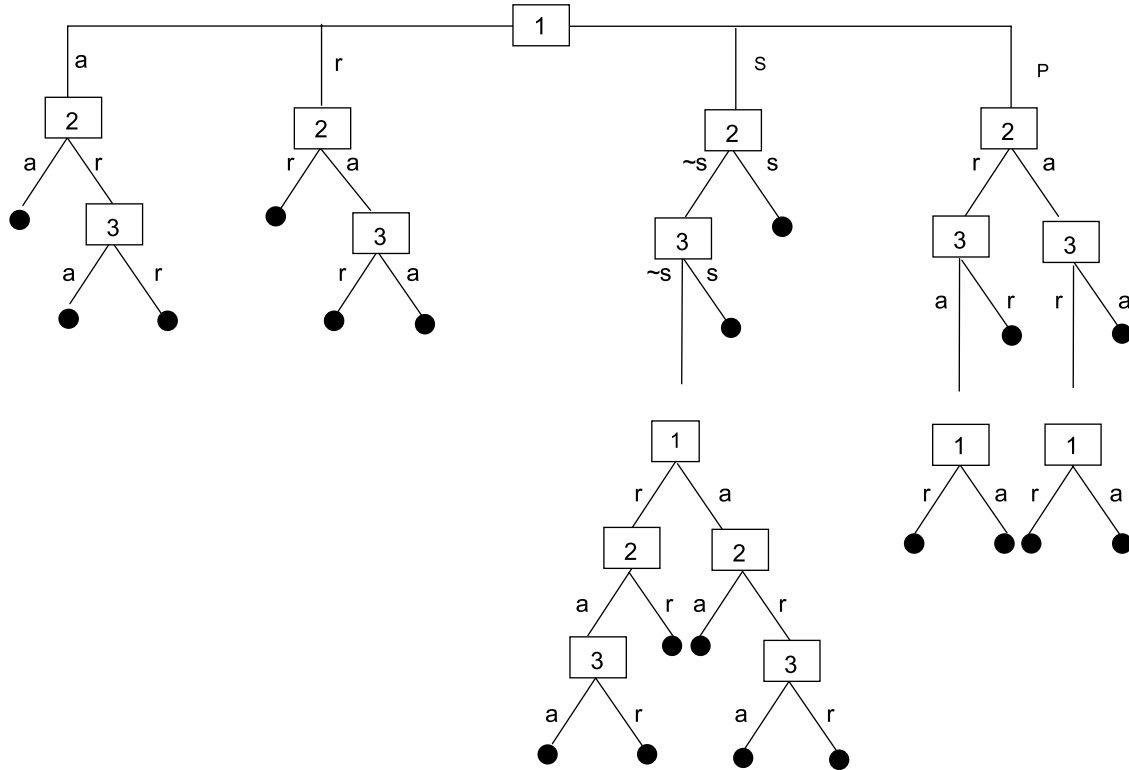 1
a r S P
2 2 2 2
a r r a ~s s r a
3 3 3 3 3
a r r a ~s s a r r a
1 1 1
r a r a r a
2 2
a r a r
3 3
a r a r